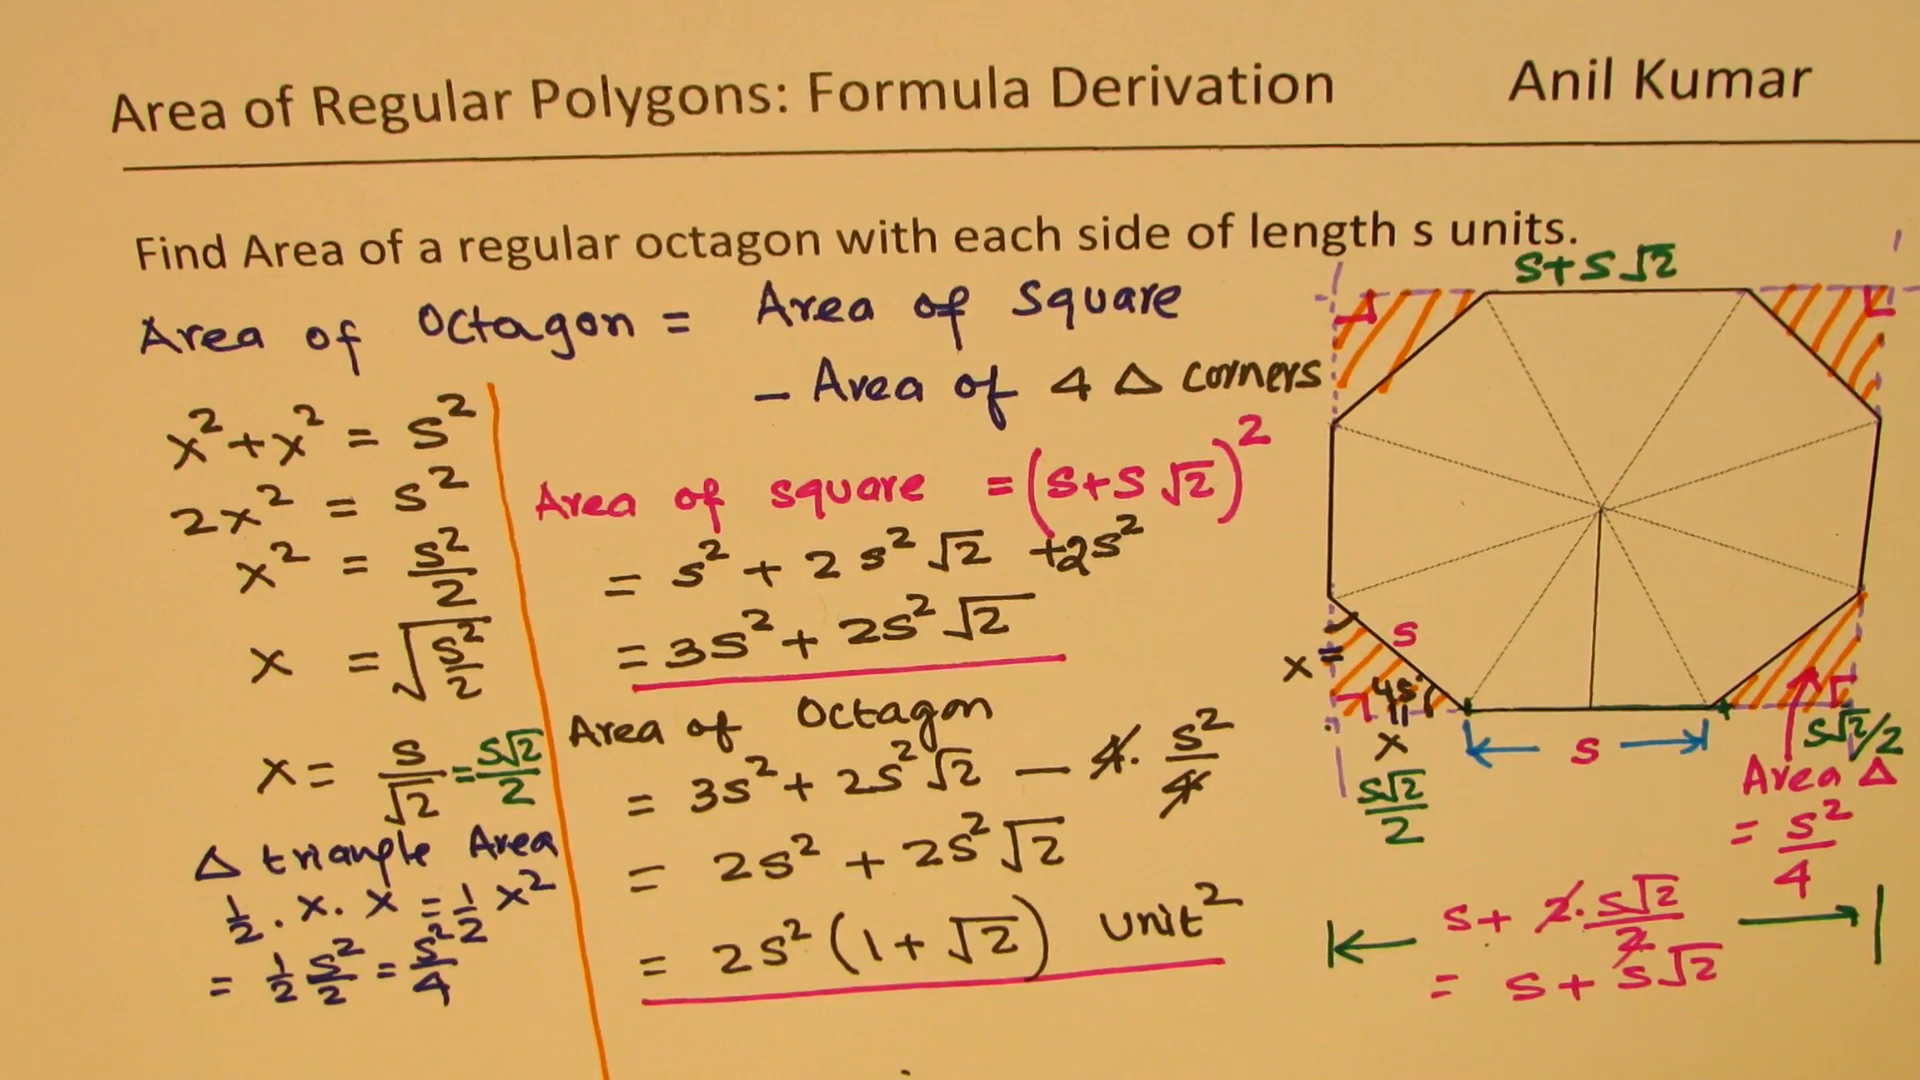 Area of Regular Polygons: Formula Derivation Anil Kumar
Find Area of a regular octagon with each side of length s units.
Area of Octagon = Area of Square
− Area of 4 Δ corners
x² + x² = s²
2x² = s²
x² = s²/2
x = √(s²/2)
x = s/√2 = s√2/2
Δ triangle Area
1/2 . x . x = 1/2 x²
= 1/2 s²/2 = s²/4
Area of square = (s+s√2)²
= s² + 2s²√2 + 2s²
= 3s² + 2s²√2
Area of Octagon
= 3s² + 2s²√2 − 4 . s²/4
= 2s² + 2s²√2
= 2s² (1 + √2) unit²
s+s√2
s
x =
45°
x
s√2/2
s
s√2/2
Area Δ
= s²/4
s + 2 . s√2/2
= s + s√2